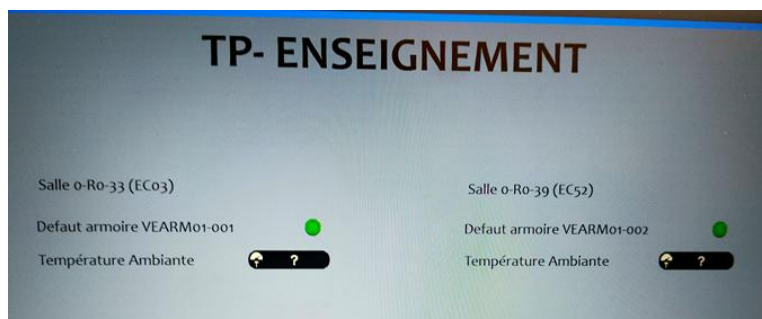 TP- ENSEIGNEMENT
Salle 0-R0-33 (EC03)
Defaut armoire VEARM01-001
Température Ambiante ?
Salle 0-R0-39 (EC52)
Defaut armoire VEARM01-002
Température Ambiante ?